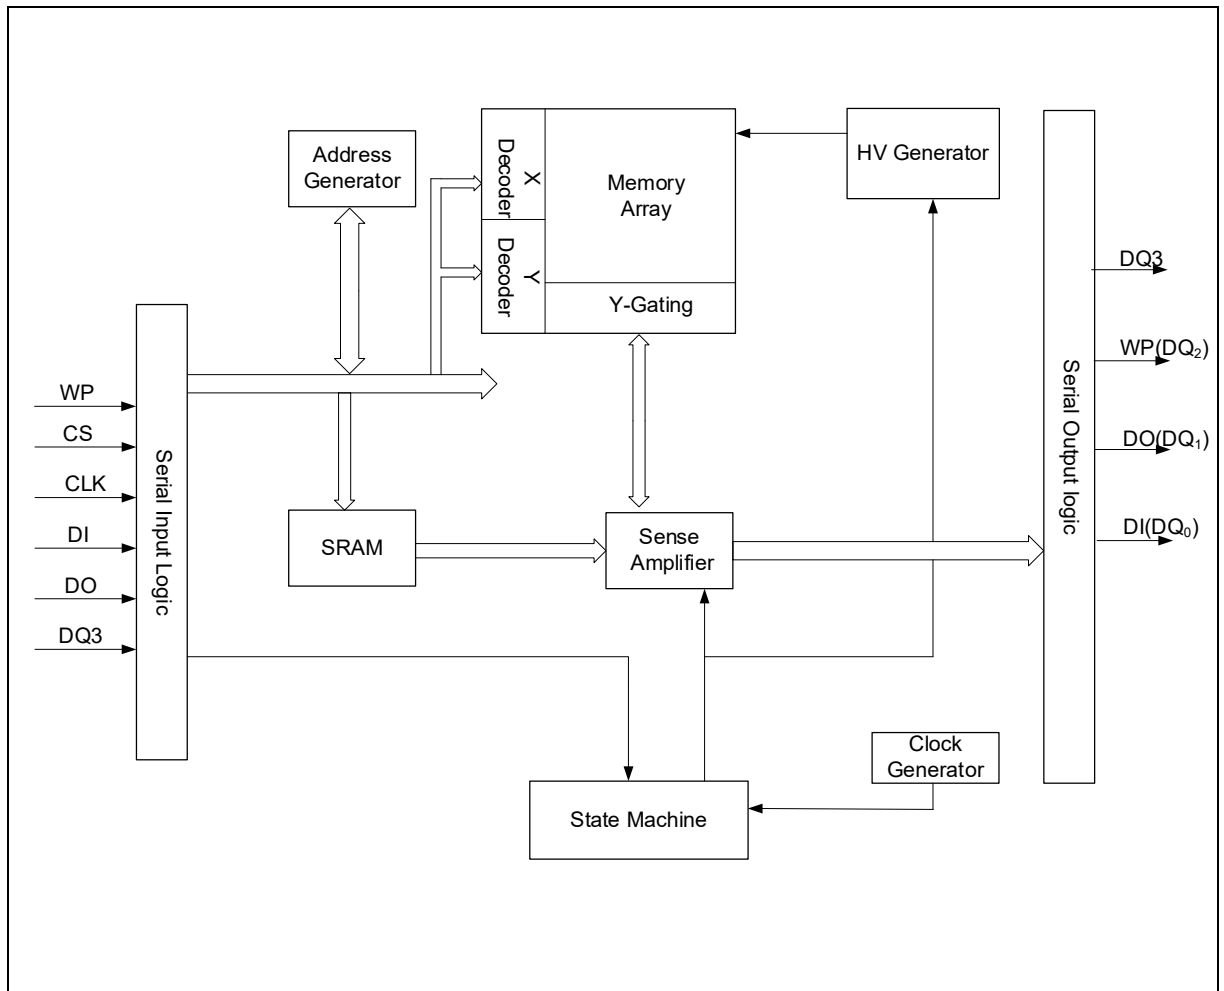 Address
Generator
X
Decoder
Y
Decoder
Memory
Array
Y-Gating
HV Generator
WP
CS
CLK
DI
DO
DQ3
Serial Input Logic
SRAM
Sense
Amplifier
State Machine
Clock
Generator
Serial Output logic
DQ3
WP(DQ₂)
DO(DQ₁)
DI(DQ₀)